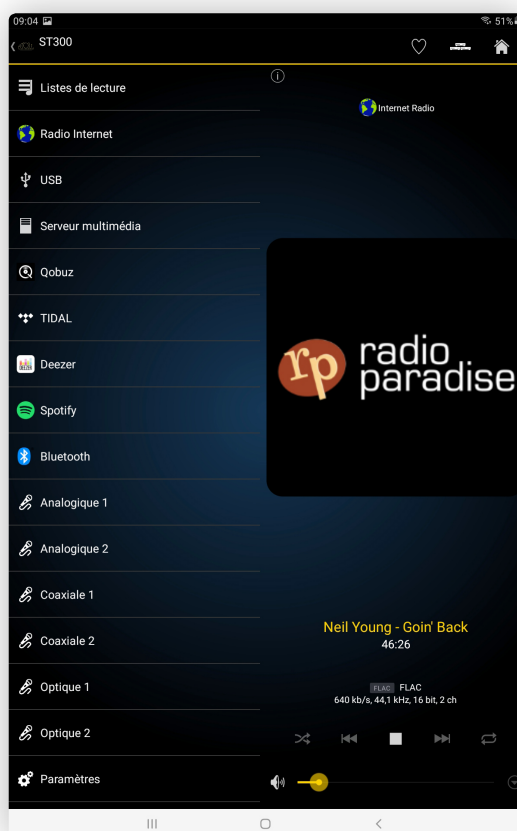 09:04
51%
ST300
Listes de lecture
Radio Internet
USB
Serveur multimédia
Qobuz
TIDAL
DEEZER
Deezer
Spotify
Bluetooth
Analogique 1
Analogique 2
Coaxiale 1
Coaxiale 2
Optique 1
Optique 2
Paramètres
Internet Radio
rp
radio
paradise
Neil Young - Goin' Back
46:26
FLAC FLAC
640 kb/s, 44,1 kHz, 16 bit, 2 ch